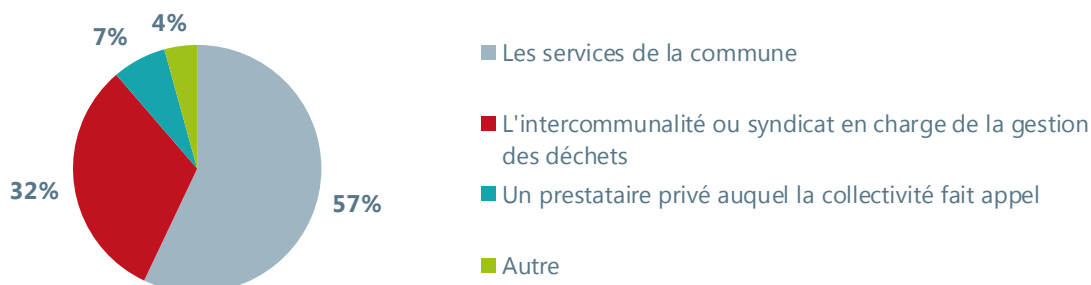 4%
7%
32%
57%
Les services de la commune
L'intercommunalité ou syndicat en charge de la gestion
des déchets
Un prestataire privé auquel la collectivité fait appel
Autre